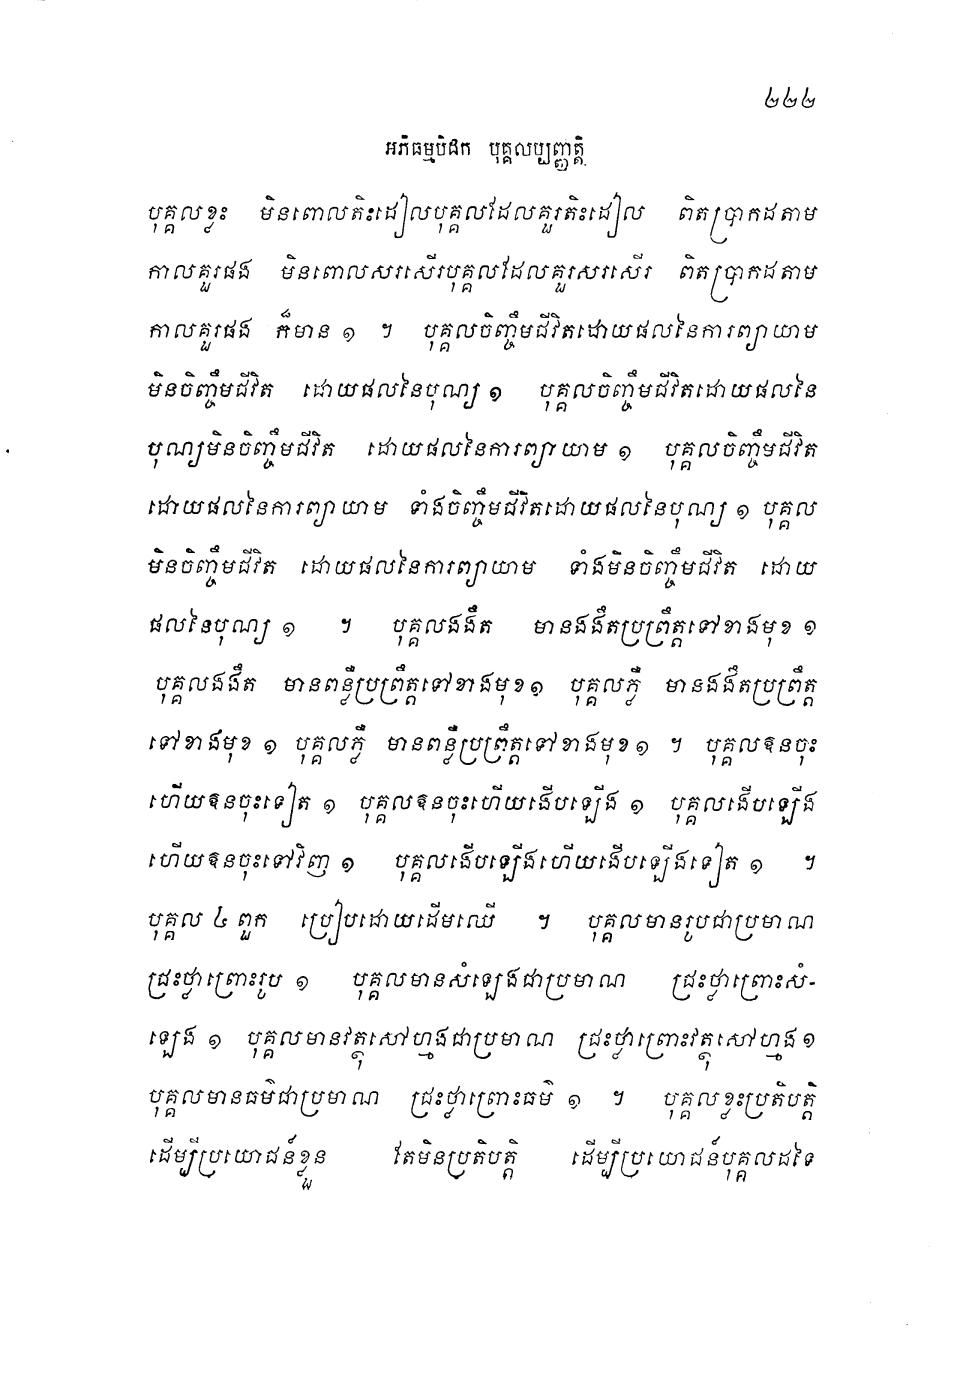 ២២២
អភិធម្មបិដក បុគ្គលប្បញ្ញត្តិ
បុគ្គលខ្លះ មិនពោលតិះដៀលបុគ្គលដែលគួរតិះដៀល ពិតប្រាកដតាម
កាលគួរផង មិនពោលសរសើរបុគ្គលដែលគួរសរសើរ ពិតប្រាកដតាម
កាលគួរផង ក៏មាន ១ ។ បុគ្គលចិញ្ចឹមជីវិតដោយផលនៃការព្យាយាម
មិនចិញ្ចឹមជីវិត ដោយផលនៃបុណ្យ ១ បុគ្គលចិញ្ចឹមជីវិតដោយផលនៃ
បុណ្យមិនចិញ្ចឹមជីវិត ដោយផលនៃការព្យាយាម ១ បុគ្គលចិញ្ចឹមជីវិត
ដោយផលនៃការព្យាយាម ទាំងចិញ្ចឹមជីវិតដោយផលនៃបុណ្យ ១ បុគ្គល
មិនចិញ្ចឹមជីវិត ដោយផលនៃការព្យាយាម ទាំងមិនចិញ្ចឹមជីវិត ដោយ
ផលនៃបុណ្យ ១ ។ បុគ្គលងងឹត មានងងឹតប្រព្រឹត្តទៅខាងមុខ ១
បុគ្គលងងឹត មានពន្លឺប្រព្រឹត្តទៅខាងមុខ១ បុគ្គលភ្លឺ មានងងឹតប្រព្រឹត្ត
ទៅខាងមុខ ១ បុគ្គលភ្លឺ មានពន្លឺប្រព្រឹត្តទៅខាងមុខ១ ។ បុគ្គលឱនចុះ
ហើយឱនចុះទៀត ១ បុគ្គលឱនចុះហើយងើបឡើង ១ បុគ្គលងើបឡើង
ហើយឱនចុះទៅវិញ ១ បុគ្គលងើបឡើងហើយងើបឡើងទៀត ១ ។
បុគ្គល ៤ ពួក ប្រៀបដោយដើមឈើ ។ បុគ្គលមានរូបជាប្រមាណ
ជ្រះថ្លាព្រោះរូប ១ បុគ្គលមានសំឡេងជាប្រមាណ ជ្រះថ្លាព្រោះសំ-
ឡេង ១ បុគ្គលមានវត្ថុសៅហ្មងជាប្រមាណ ជ្រះថ្លាព្រោះវត្ថុសៅហ្មង១
បុគ្គលមានធម៌ជាប្រមាណ ជ្រះថ្លាព្រោះធម៌ ១ ។ បុគ្គលខ្លះប្រតិបត្តិ
ដើម្បីប្រយោជន៍ខ្លួន តែមិនប្រតិបត្តិ ដើម្បីប្រយោជន៍បុគ្គលដទៃ